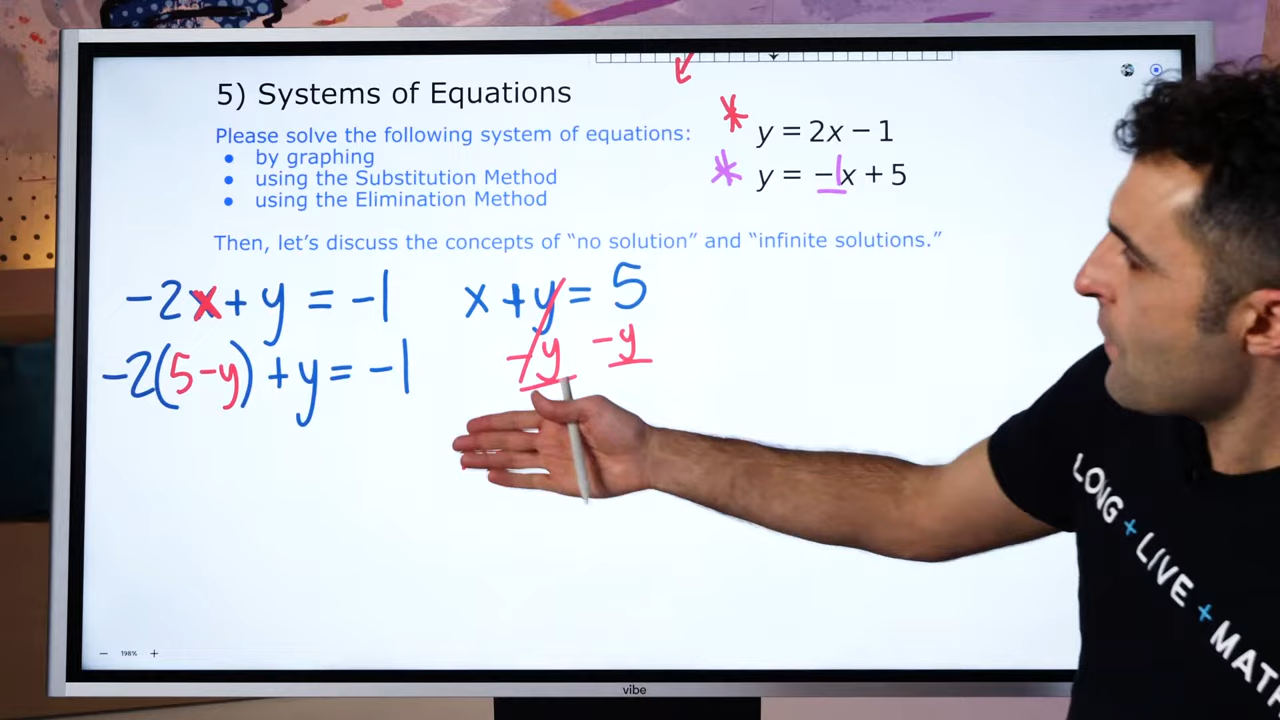 5) Systems of Equations
Please solve the following system of equations:
● by graphing
● using the Substitution Method
● using the Elimination Method
* y = 2x − 1
* y = −1x + 5
Then, let’s discuss the concepts of “no solution” and “infinite solutions.”
-2x + y = -1
-2(5-y) + y = -1
x + y = 5
-y -y
− 198% +
vibe
LONG + LIVE + MATH